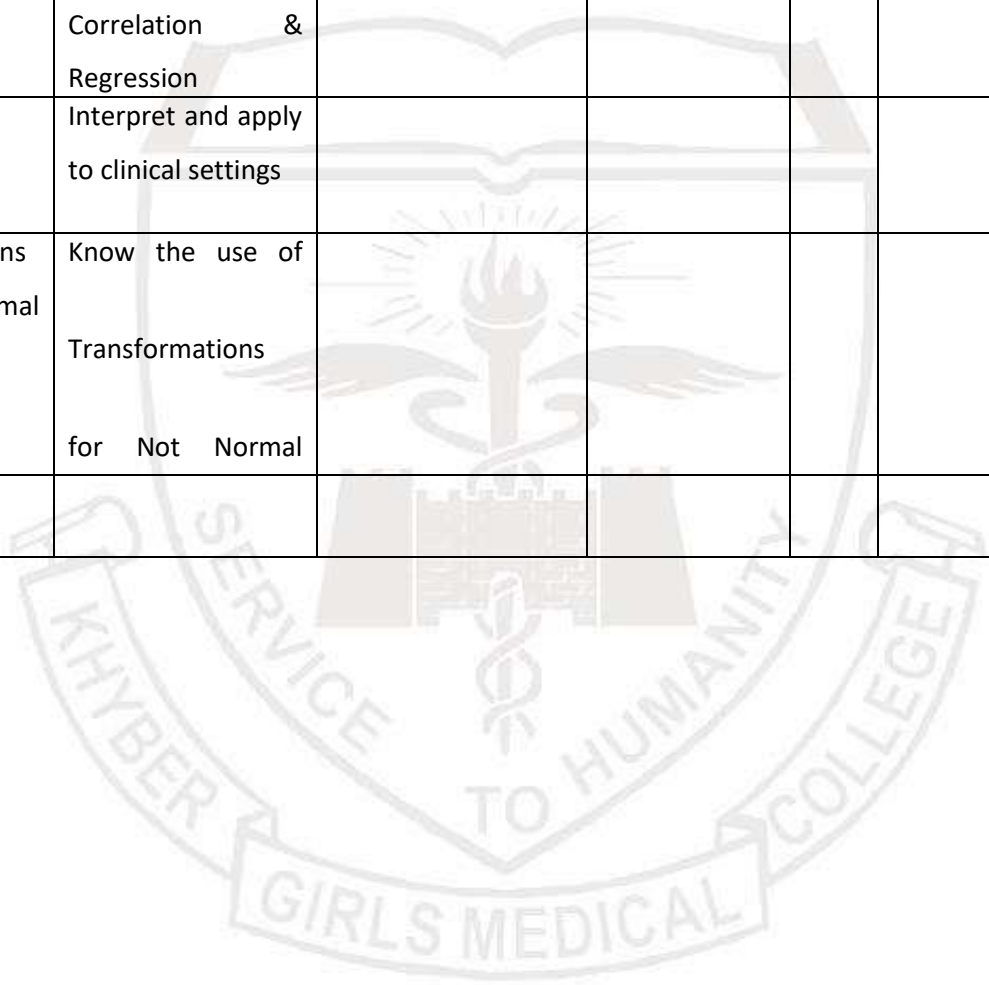 Correlation &
Regression
Interpret and apply
to clinical settings
ns
mal
Know the use of
Transformations
for Not Normal
SERVICE TO HUMANITY
KHYBER GIRLS MEDICAL COLLEGE